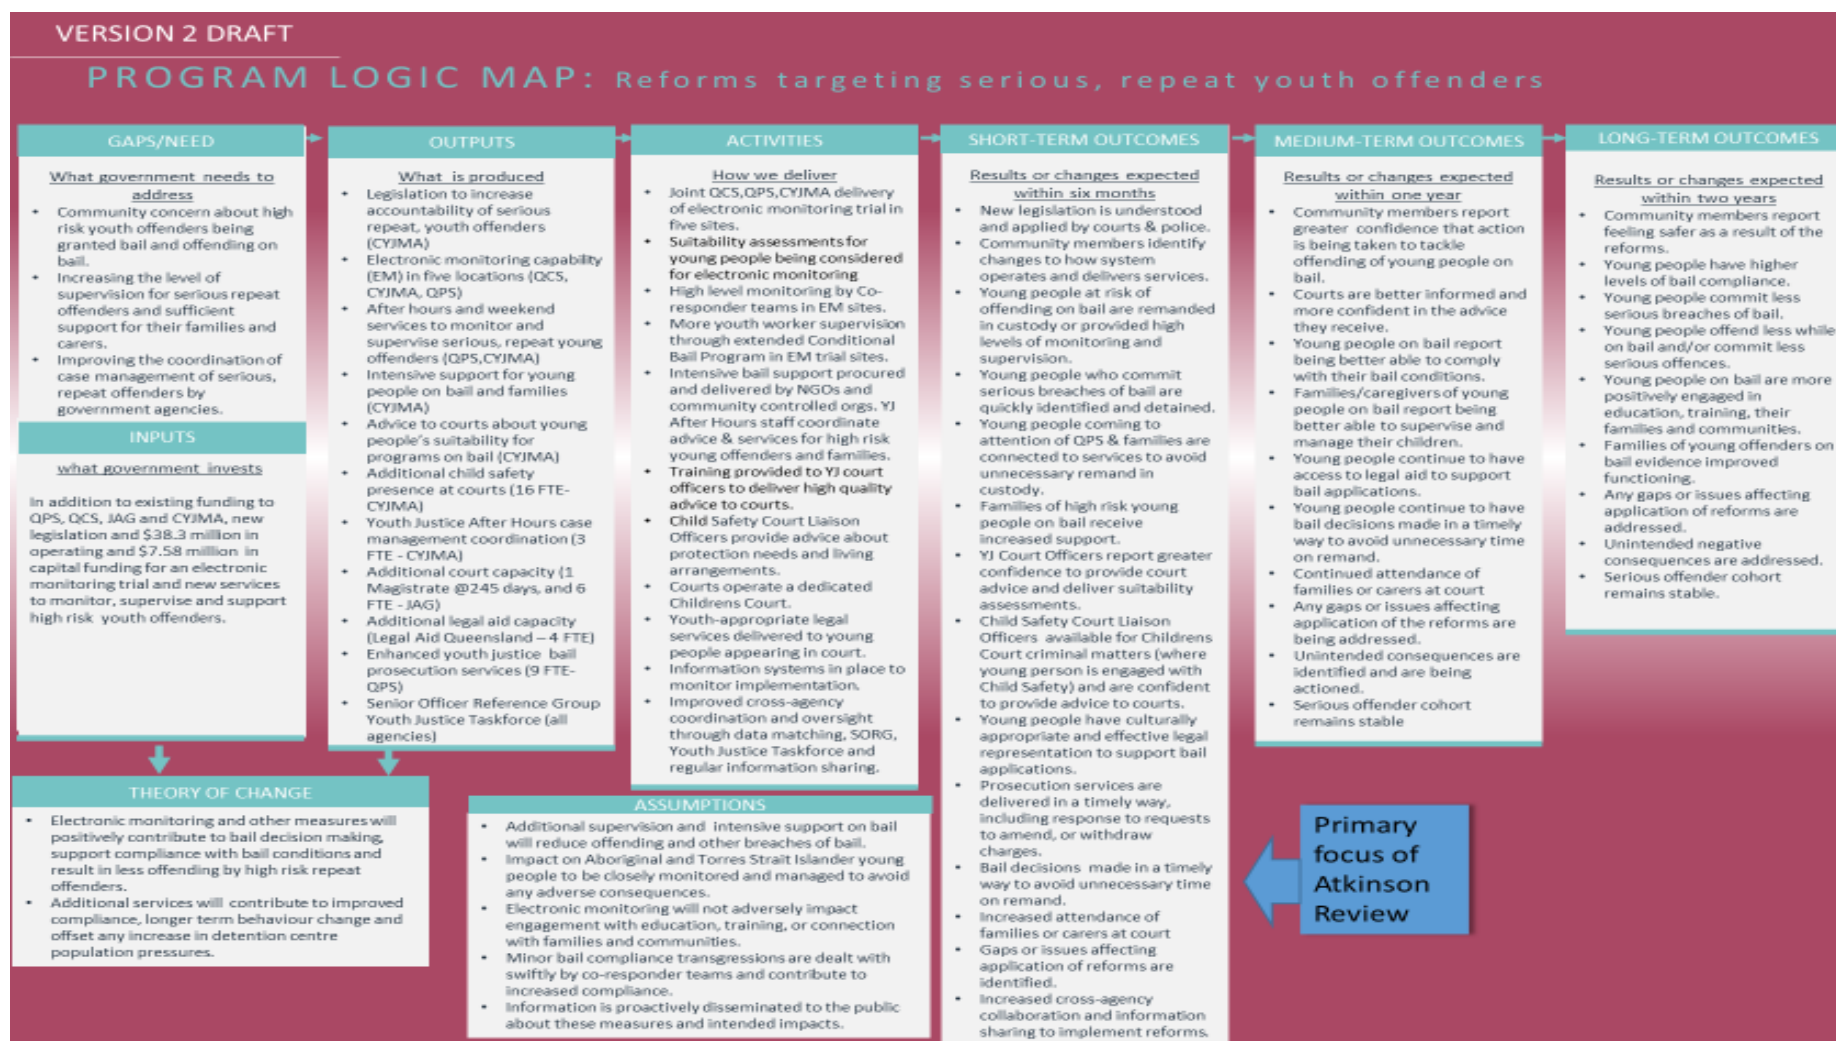 VERSION 2 DRAFT
PROGRAM LOGIC MAP: Reforms targeting serious, repeat youth offenders
GAPS/NEED
What government needs to
address
• Community concern about high
risk youth offenders being
granted bail and offending on
bail.
• Increasing the level of
supervision for serious repeat
offenders and sufficient
support for their families and
carers.
• Improving the coordination of
case management of serious,
repeat offenders by
government agencies.
INPUTS
what government invests
In addition to existing funding to
QPS, QCS, JAG and CYJMA, new
legislation and $38.3 million in
operating and $7.58 million in
capital funding for an electronic
monitoring trial and new services
to monitor, supervise and support
high risk youth offenders.
OUTPUTS
What is produced
• Legislation to increase
accountability of serious
repeat, youth offenders
(CYJMA)
• Electronic monitoring capability
(EM) in five locations (QCS,
CYJMA, QPS)
• After hours and weekend
services to monitor and
supervise serious, repeat young
offenders (QPS,CYJMA)
• Intensive support for young
people on bail and families
(CYJMA)
• Advice to courts about young
people's suitability for
programs on bail (CYJMA)
• Additional child safety
presence at courts (16 FTE-
CYJMA)
• Youth Justice After Hours case
management coordination (3
FTE - CYJMA)
• Additional court capacity (1
Magistrate @245 days, and 6
FTE - JAG)
• Additional legal aid capacity
(Legal Aid Queensland – 4 FTE)
• Enhanced youth justice bail
prosecution services (9 FTE-
QPS)
• Senior Officer Reference Group
Youth Justice Taskforce (all
agencies)
ACTIVITIES
How we deliver
• Joint QCS,QPS,CYJMA delivery
of electronic monitoring trial in
five sites.
• Suitability assessments for
young people being considered
for electronic monitoring
• High level monitoring by Co-
responder teams in EM sites.
• More youth worker supervision
through extended Conditional
Bail Program in EM trial sites.
• Intensive bail support procured
and delivered by NGOs and
community controlled orgs. YJ
After Hours staff coordinate
advice & services for high risk
young offenders and families.
• Training provided to YJ court
officers to deliver high quality
advice to courts.
• Child Safety Court Liaison
Officers provide advice about
protection needs and living
arrangements.
• Courts operate a dedicated
Childrens Court.
• Youth-appropriate legal
services delivered to young
people appearing in court.
• Information systems in place to
monitor implementation.
• Improved cross-agency
coordination and oversight
through data matching, SORG,
Youth Justice Taskforce and
regular information sharing.
SHORT-TERM OUTCOMES
Results or changes expected
within six months
• New legislation is understood
and applied by courts & police.
• Community members identify
changes to how system
operates and delivers services.
• Young people at risk of
offending on bail are remanded
in custody or provided high
levels of monitoring and
supervision.
• Young people who commit
serious breaches of bail are
quickly identified and detained.
• Young people coming to
attention of QPS & families are
connected to services to avoid
unnecessary remand in
custody.
• Families of high risk young
people on bail receive
increased support.
• YJ Court Officers report greater
confidence to provide court
advice and deliver suitability
assessments.
• Child Safety Court Liaison
Officers available for Childrens
Court criminal matters (where
young person is engaged with
Child Safety) and are confident
to provide advice to courts.
• Young people have culturally
appropriate and effective legal
representation to support bail
applications.
• Prosecution services are
delivered in a timely way,
including response to requests
to amend, or withdraw
charges.
• Bail decisions made in a timely
way to avoid unnecessary time
on remand.
• Increased attendance of
families or carers at court
• Gaps or issues affecting
application of reforms are
identified.
• Increased cross-agency
collaboration and information
sharing to implement reforms.
MEDIUM-TERM OUTCOMES
Results or changes expected
within one year
• Community members report
greater confidence that action
is being taken to tackle
offending of young people on
bail.
• Courts are better informed and
more confident in the advice
they receive.
• Young people on bail report
being better able to comply
with their bail conditions.
• Families/caregivers of young
people on bail report being
better able to supervise and
manage their children.
• Young people continue to have
access to legal aid to support
bail applications.
• Young people continue to have
bail decisions made in a timely
way to avoid unnecessary time
on remand.
• Continued attendance of
families or carers at court
• Any gaps or issues affecting
application of the reforms are
being addressed.
• Unintended consequences are
identified and are being
actioned.
• Serious offender cohort
remains stable
LONG-TERM OUTCOMES
Results or changes expected
within two years
• Community members report
feeling safer as a result of the
reforms.
• Young people have higher
levels of bail compliance.
• Young people commit less
serious breaches of bail.
• Young people offend less while
on bail and/or commit less
serious offences.
• Young people on bail are more
positively engaged in
education, training, their
families and communities.
• Families of young offenders on
bail evidence improved
functioning.
• Any gaps or issues affecting
application of reforms are
addressed.
• Unintended negative
consequences are addressed.
• Serious offender cohort
remains stable.
THEORY OF CHANGE
• Electronic monitoring and other measures will
positively contribute to bail decision making,
support compliance with bail conditions and
result in less offending by high risk repeat
offenders.
• Additional services will contribute to improved
compliance, longer term behaviour change and
offset any increase in detention centre
population pressures.
ASSUMPTIONS
• Additional supervision and intensive support on bail
will reduce offending and other breaches of bail.
• Impact on Aboriginal and Torres Strait Islander young
people to be closely monitored and managed to avoid
any adverse consequences.
• Electronic monitoring will not adversely impact
engagement with education, training, or connection
with families and communities.
• Minor bail compliance transgressions are dealt with
swiftly by co-responder teams and contribute to
increased compliance.
• Information is proactively disseminated to the public
about these measures and intended impacts.
Primary
focus of
Atkinson
Review